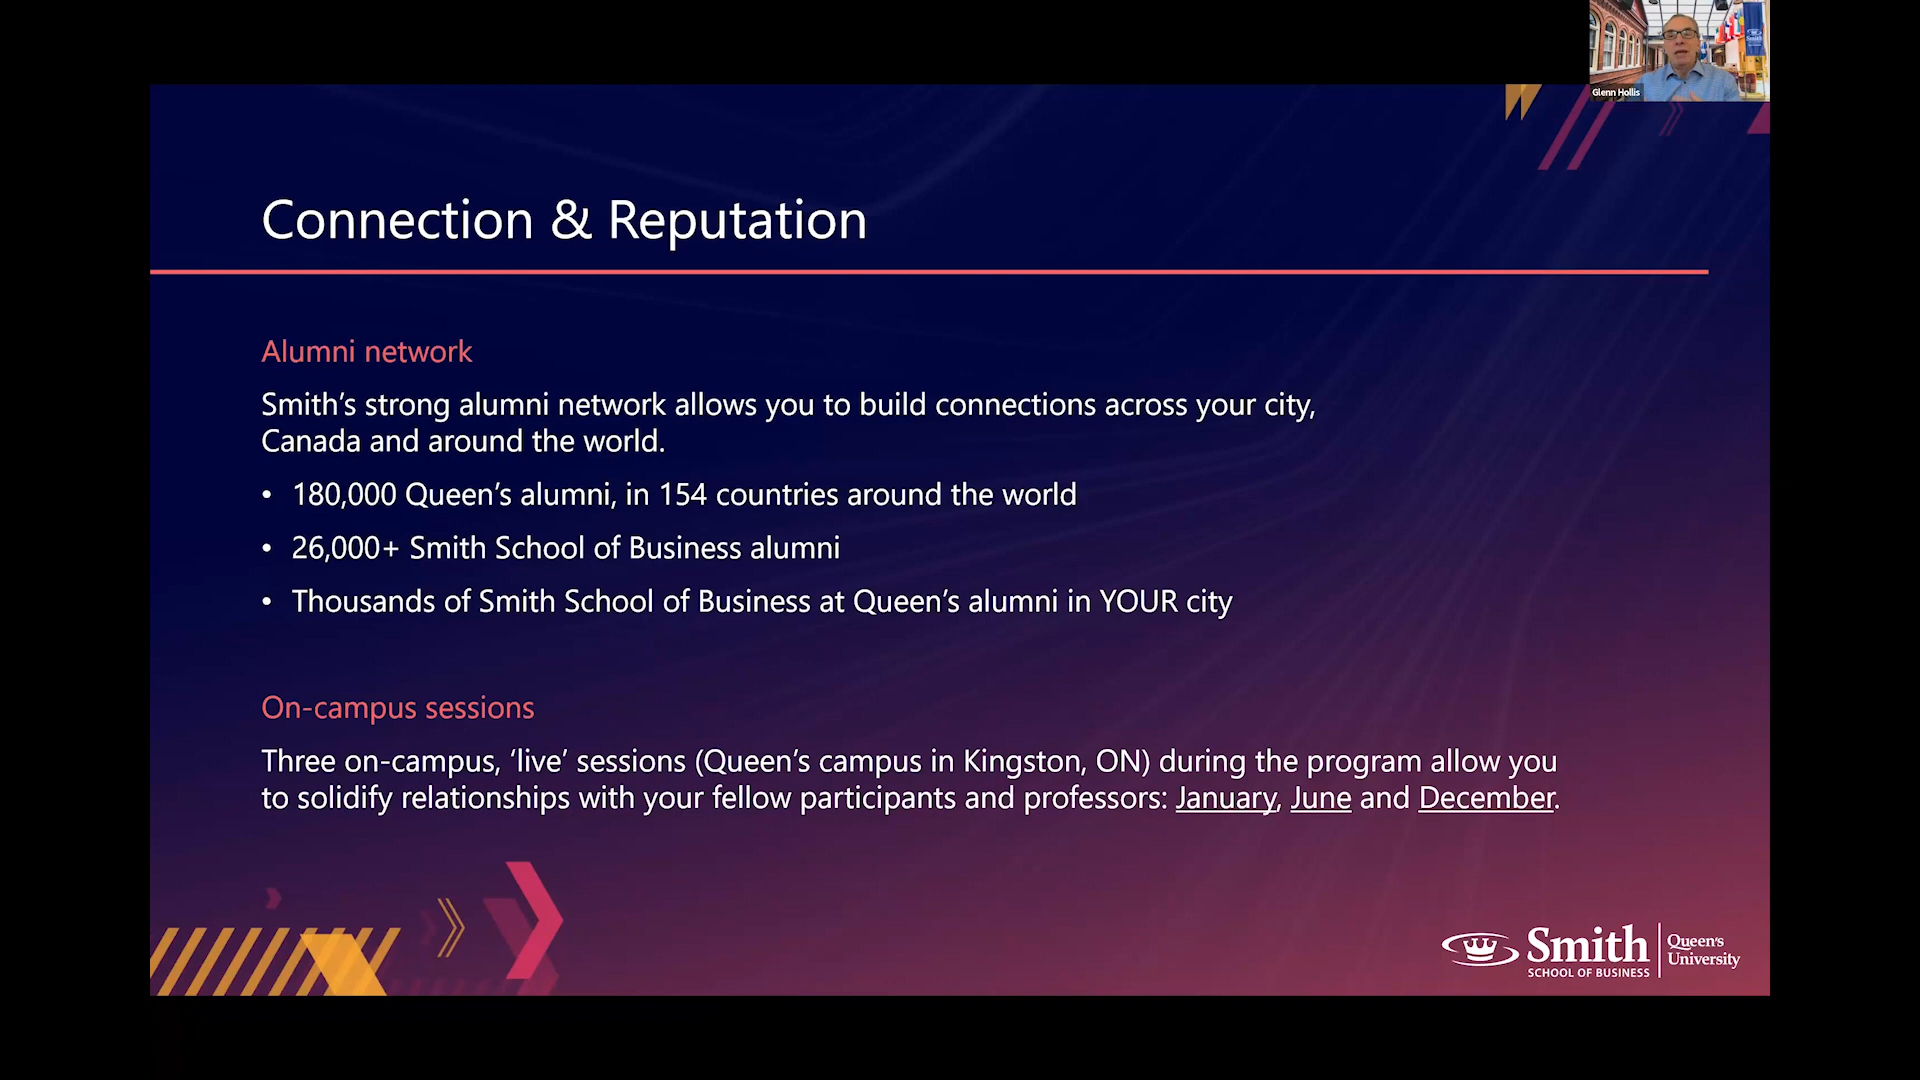 Glenn Hollis
Connection & Reputation
Alumni network
Smith’s strong alumni network allows you to build connections across your city,
Canada and around the world.
• 180,000 Queen’s alumni, in 154 countries around the world
• 26,000+ Smith School of Business alumni
• Thousands of Smith School of Business at Queen’s alumni in YOUR city
On-campus sessions
Three on-campus, ‘live’ sessions (Queen’s campus in Kingston, ON) during the program allow you
to solidify relationships with your fellow participants and professors: January, June and December.
Smith
SCHOOL OF BUSINESS
Queen’s
University
Smith